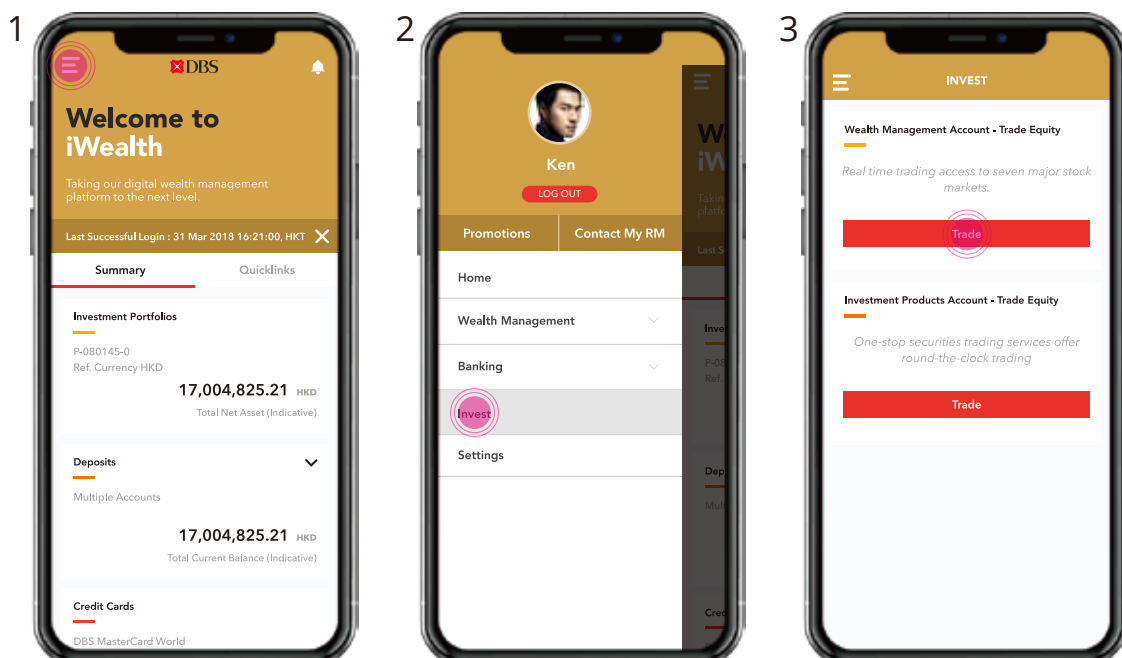 1
DBS
Welcome to
iWealth
Taking our digital wealth management
platform to the next level.
Last Successful Login : 31 Mar 2018 16:21:00, HKT
Summary
Quicklinks
Investment Portfolios
P-080145-0
Ref. Currency HKD
17,004,825.21 HKD
Total Net Asset (Indicative)
Deposits
Multiple Accounts
17,004,825.21 HKD
Total Current Balance (Indicative)
Credit Cards
DBS MasterCard World
2
Ken
LOG OUT
Promotions
Contact My RM
Home
Wealth Management
Banking
Invest
Settings
3
INVEST
Wealth Management Account - Trade Equity
Real time trading access to seven major stock
markets.
Trade
Investment Products Account - Trade Equity
One-stop securities trading services offer
round-the-clock trading
Trade